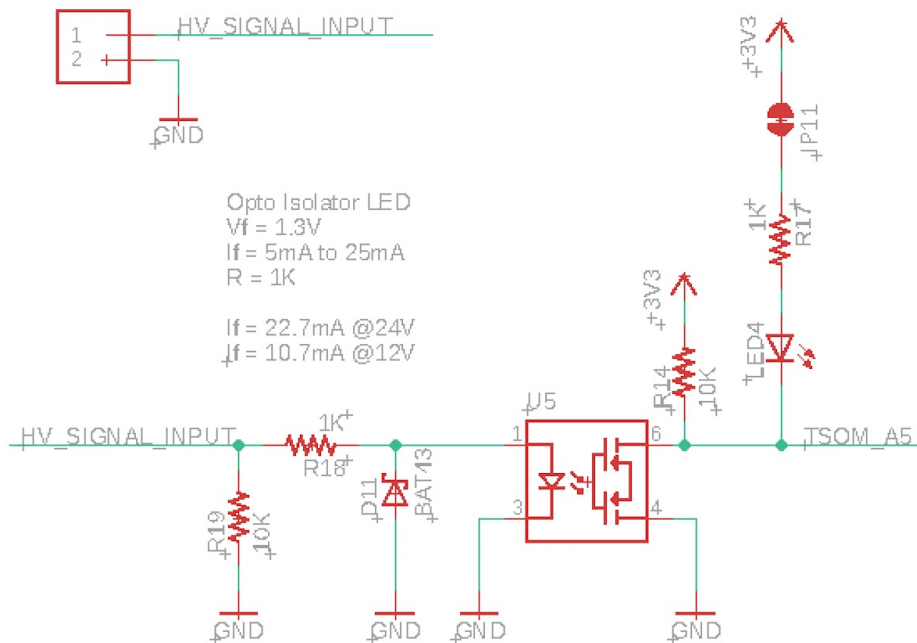 1
HV_SIGNAL_INPUT
2
GND
+3V3
JP11
1K
R17
Opto Isolator LED
Vf = 1.3V
If = 5mA to 25mA
R = 1K
If = 22.7mA @24V
If = 10.7mA @12V
+3V3
R14
10K
LED4
U5
HV_SIGNAL_INPUT
1K
R18
1
6
TSOM_A5
D11
BAT43
R19
10K
3
4
GND
GND
GND
GND